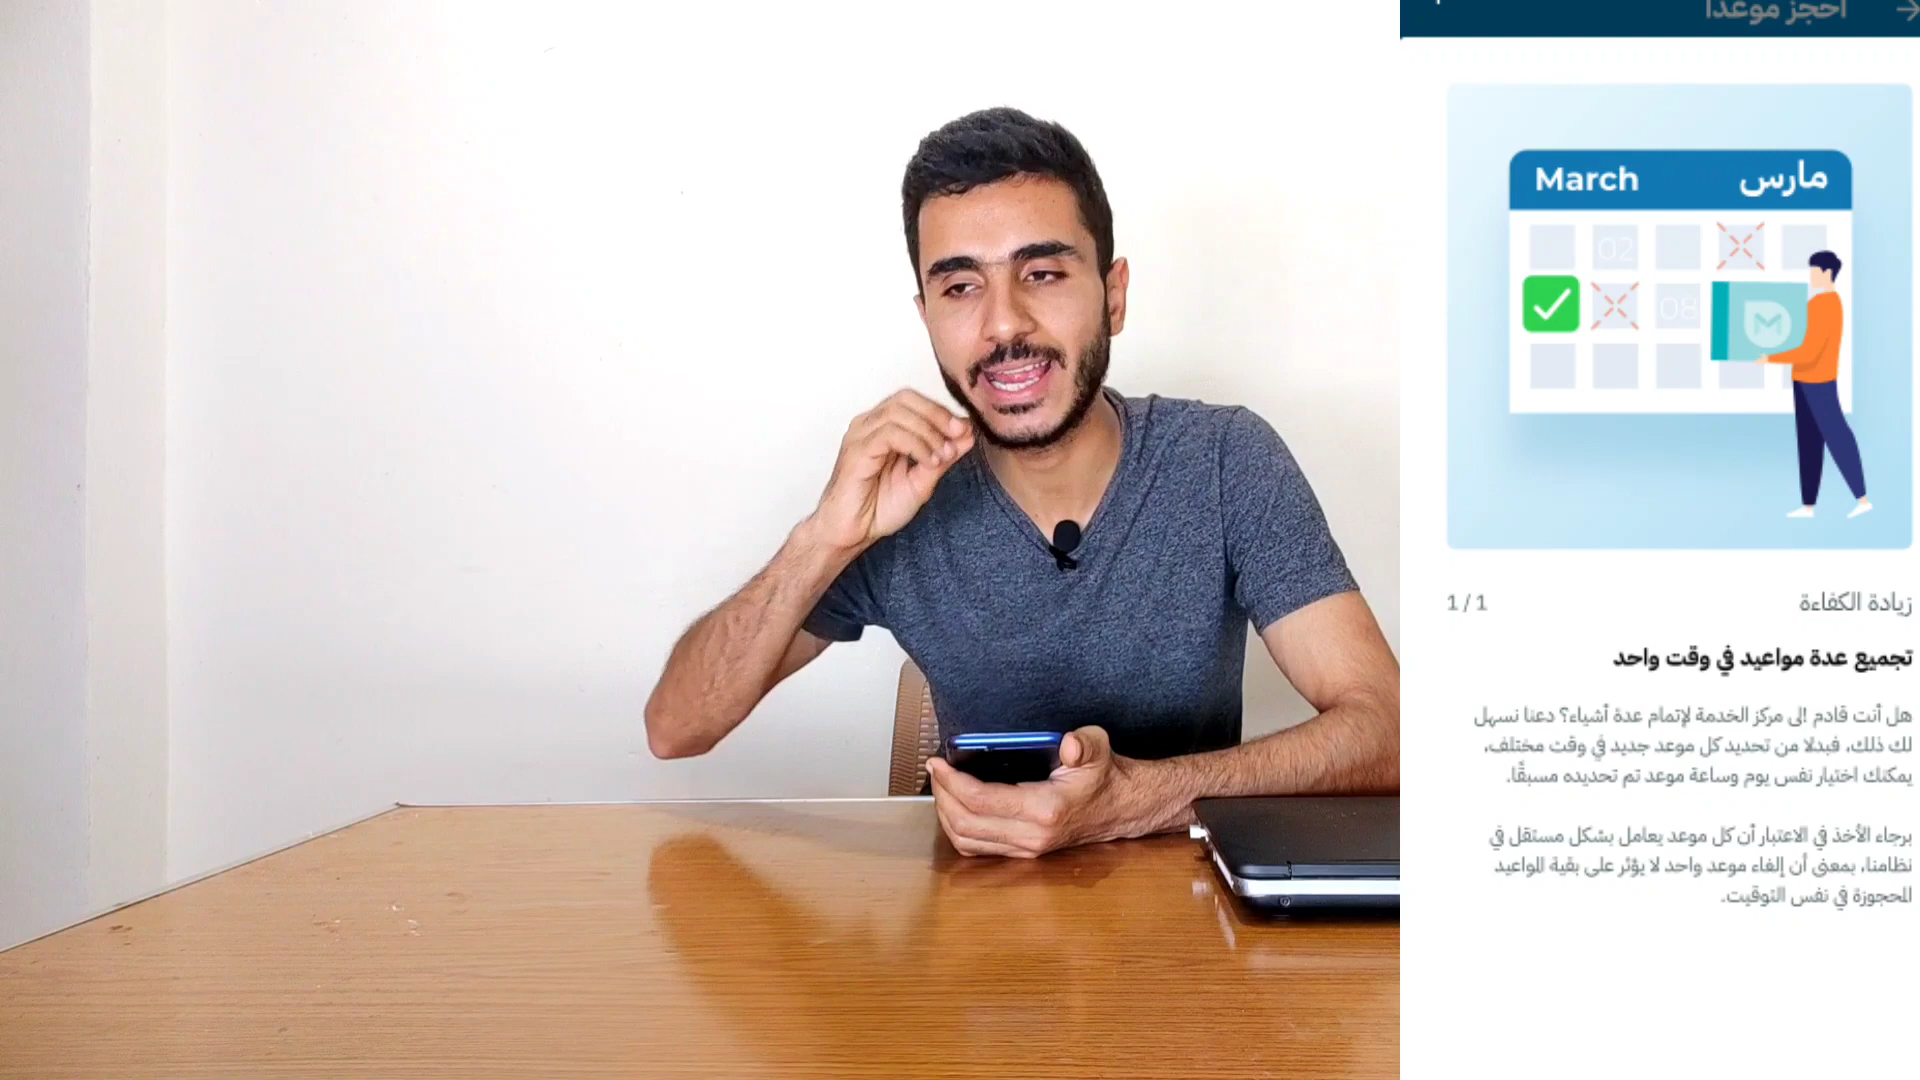 احجز موعدًا
March
مارس
02
08
M
زيادة الكفاءة
1 / 1
تجميع عدة مواعيد في وقت واحد
هل أنت قادم إلى مركز الخدمة لإتمام عدة أشياء؟ دعنا نسهل
لك ذلك، فبدلا من تحديد كل موعد جديد في وقت مختلف،
يمكنك اختيار نفس يوم وساعة موعد تم تحديده مسبقًا.
برجاء الأخذ في الاعتبار أن كل موعد يعامل بشكل مستقل في
نظامنا، بمعنى أن إلغاء موعد واحد لا يؤثر على بقية المواعيد
المحجوزة في نفس التوقيت.